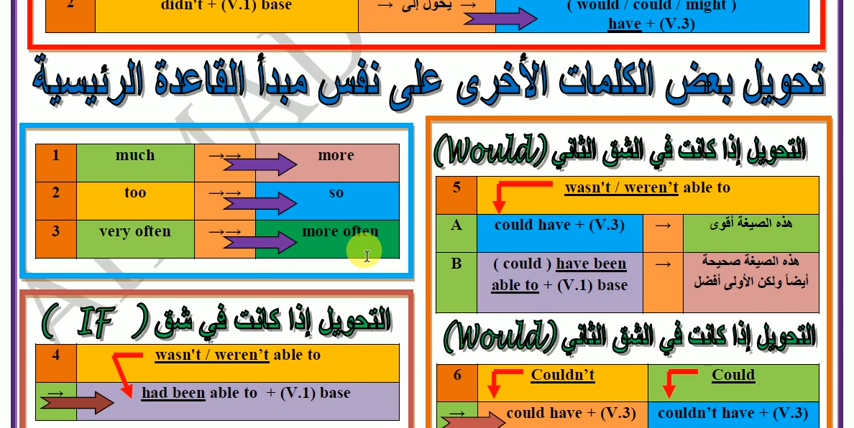 2 didn't + (V.1) base → يحول إلى → ( would / could / might )
have + (V.3)
تحويل بعض الكلمات الأخرى على نفس مبدأ القاعدة الرئيسية
1 much →→ more
2 too →→ so
3 very often →→ more often
التحويل إذا كانت في شق ( IF )
4 wasn't / weren't able to
→ had been able to + (V.1) base
التحويل إذا كانت في الشق الثاني (Would)
5 wasn't / weren't able to
A could have + (V.3) → هذه الصيغة أقوى
B ( could ) have been → هذه الصيغة صحيحة
able to + (V.1) base أيضاً ولكن الأولى أفضل
التحويل إذا كانت في الشق الثاني (Would)
6 Couldn't Could
→ could have + (V.3) couldn't have + (V.3)